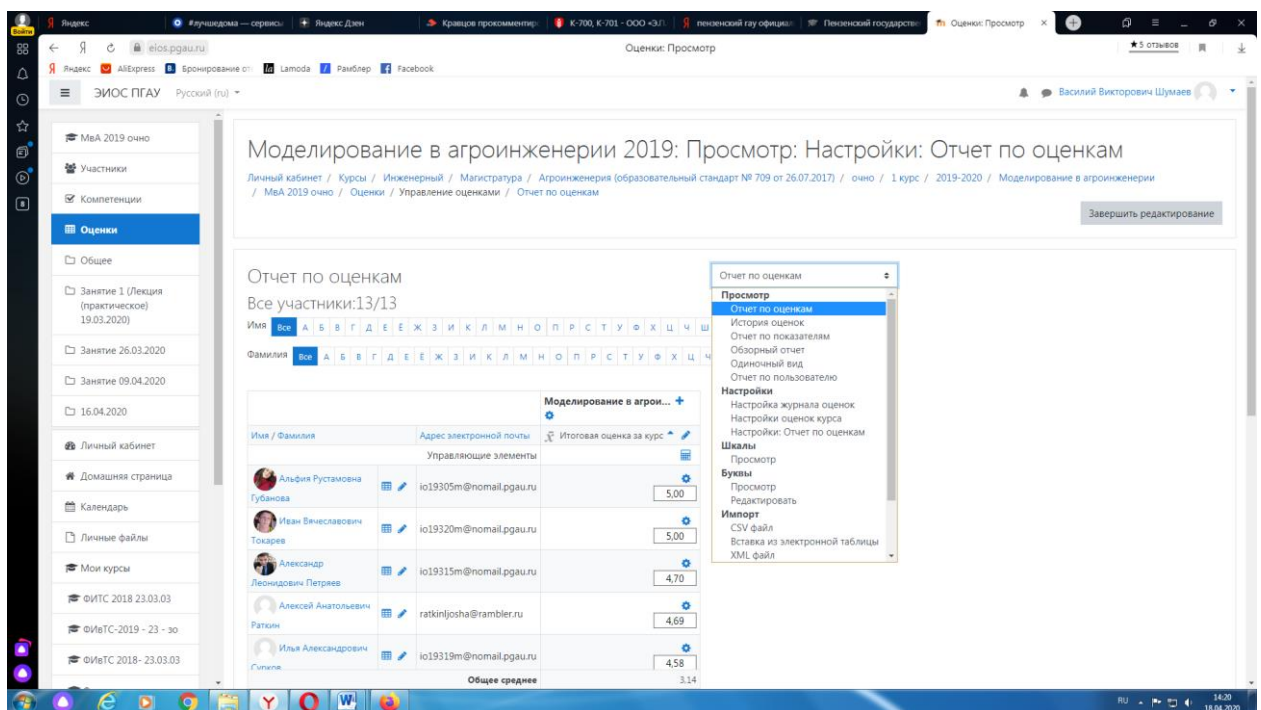 Войти
Яндекс
#лучшедома — сервисы
Яндекс Дзен
Кравцов прокомментир
К-700, К-701 - ООО «ЭЛ
пензенский гау официал
Пензенский государстве
Оценки: Просмотр
eios.pgau.ru
Оценки: Просмотр
★5 отзывов
Яндекс
AliExpress
Бронирование от
Lamoda
Рамблер
Facebook
ЭИОС ПГАУ
Русский (ru)
Василий Викторович Шумаев
МвА 2019 очно
Участники
Компетенции
Оценки
Общее
Занятие 1 (Лекция
(практическое)
19.03.2020)
Занятие 26.03.2020
Занятие 09.04.2020
16.04.2020
Личный кабинет
Домашняя страница
Календарь
Личные файлы
Мои курсы
ФИТС 2018 23.03.03
ФИвТС-2019 - 23 - зо
ФИвТС 2018- 23.03.03
Моделирование в агроинженерии 2019: Просмотр: Настройки: Отчет по оценкам
Личный кабинет / Курсы / Инженерный / Магистратура / Агроинженерия (образовательный стандарт № 709 от 26.07.2017) / очно / 1 курс / 2019-2020 / Моделирование в агроинженерии
/ МвА 2019 очно / Оценки / Управление оценками / Отчет по оценкам
Завершить редактирование
Отчет по оценкам
Все участники:13/13
Имя Все А Б В Г Д Е Ё Ж З И К Л М Н О П Р С Т У Ф Х Ц Ч Ш
Фамилия Все А Б В Г Д Е Ё Ж З И К Л М Н О П Р С Т У Ф Х Ц Ч
Моделирование в агрои...
Имя / Фамилия Адрес электронной почты x̄ Итоговая оценка за курс
Управляющие элементы
Альфия Рустамовна
Губанова
io19305m@nomail.pgau.ru
5,00
Иван Вячеславович
Токарев
io19320m@nomail.pgau.ru
5,00
Александр
Леонидович Петряев
io19315m@nomail.pgau.ru
4,70
Алексей Анатольевич
Раткин
ratkinljosha@rambler.ru
4,69
Илья Александрович
Сурков
io19319m@nomail.pgau.ru
4,58
Общее среднее 3,14
Отчет по оценкам
Просмотр
Отчет по оценкам
История оценок
Отчет по показателям
Обзорный отчет
Одиночный вид
Отчет по пользователю
Настройки
Настройка журнала оценок
Настройки оценок курса
Настройки: Отчет по оценкам
Шкалы
Просмотр
Буквы
Просмотр
Редактировать
Импорт
CSV файл
Вставка из электронной таблицы
XML файл
RU
14:20
18.04.2020